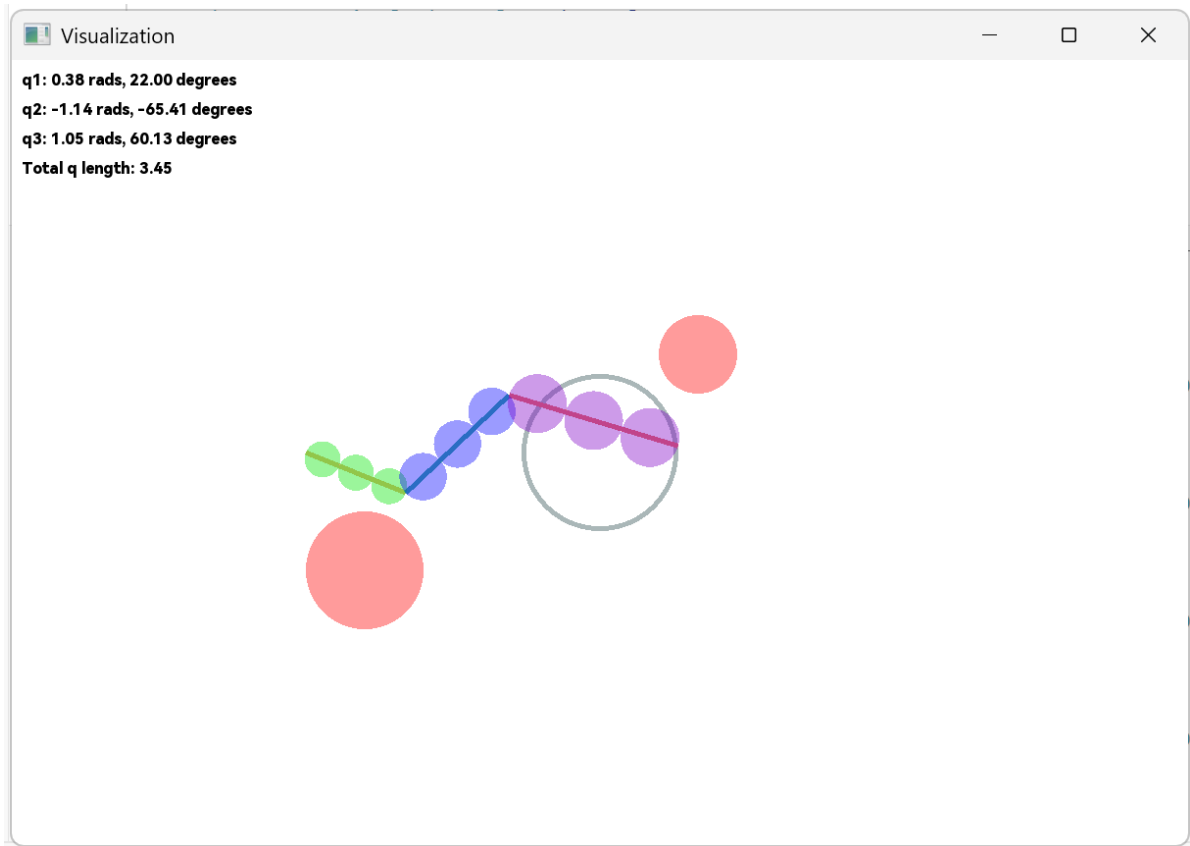 Visualization
q1: 0.38 rads, 22.00 degrees
q2: -1.14 rads, -65.41 degrees
q3: 1.05 rads, 60.13 degrees
Total q length: 3.45